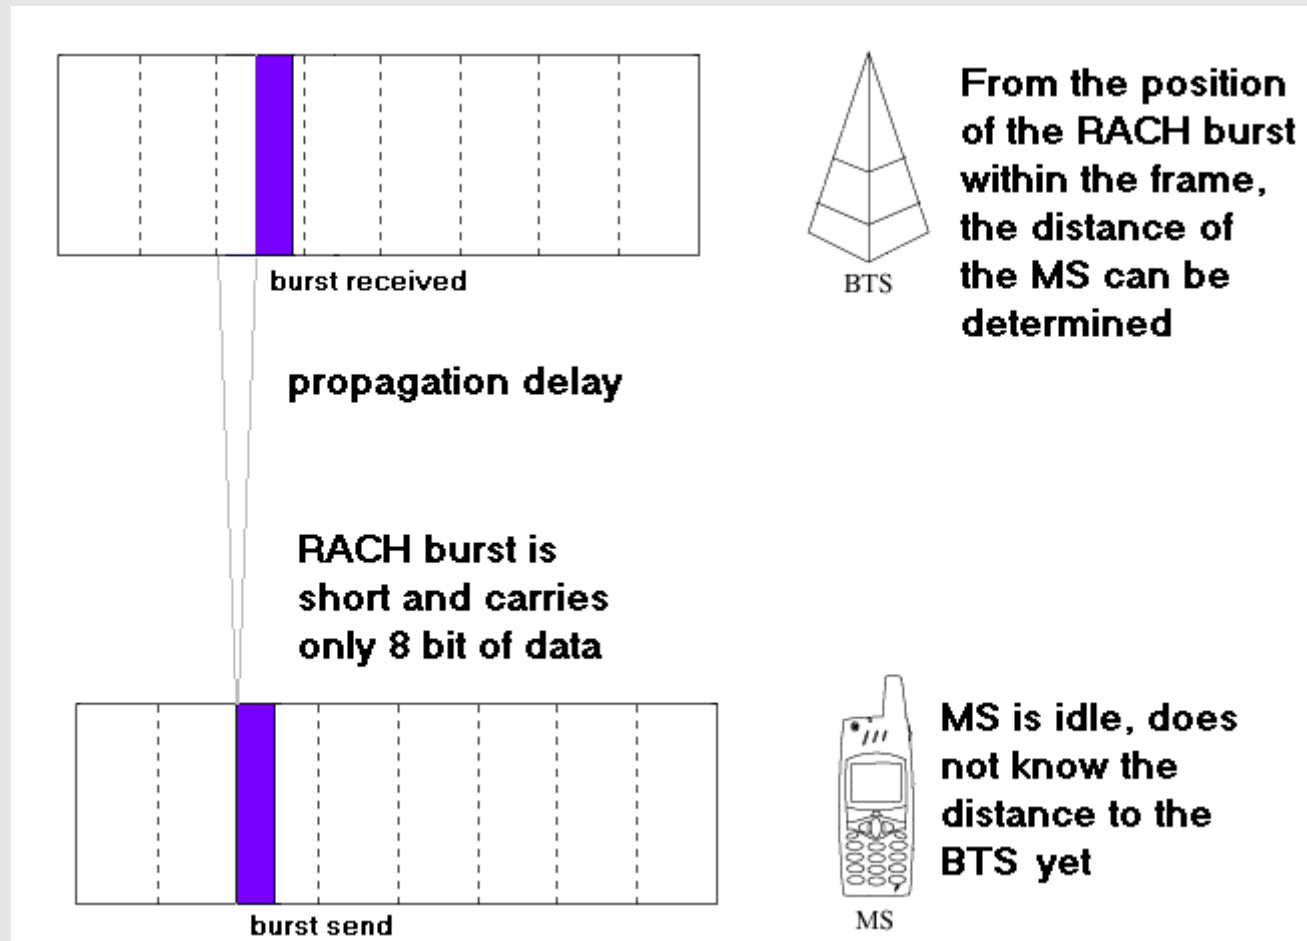 From the position
of the RACH burst
within the frame,
the distance of
the MS can be
determined
BTS
burst received
propagation delay
RACH burst is
short and carries
only 8 bit of data
MS is idle, does
not know the
distance to the
BTS yet
MS
burst send